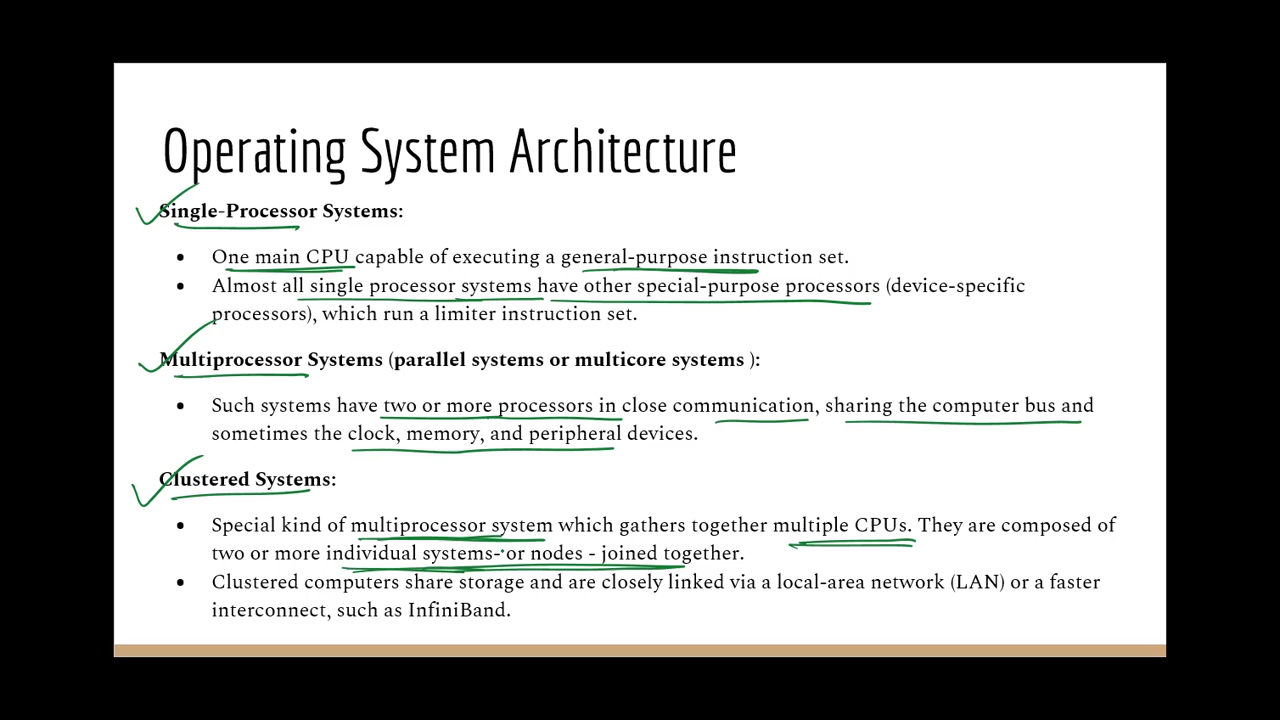 Operating System Architecture
Single-Processor Systems:
• One main CPU capable of executing a general-purpose instruction set.
• Almost all single processor systems have other special-purpose processors (device-specific
processors), which run a limiter instruction set.
Multiprocessor Systems (parallel systems or multicore systems ):
• Such systems have two or more processors in close communication, sharing the computer bus and
sometimes the clock, memory, and peripheral devices.
Clustered Systems:
• Special kind of multiprocessor system which gathers together multiple CPUs. They are composed of
two or more individual systems- or nodes - joined together.
• Clustered computers share storage and are closely linked via a local-area network (LAN) or a faster
interconnect, such as InfiniBand.